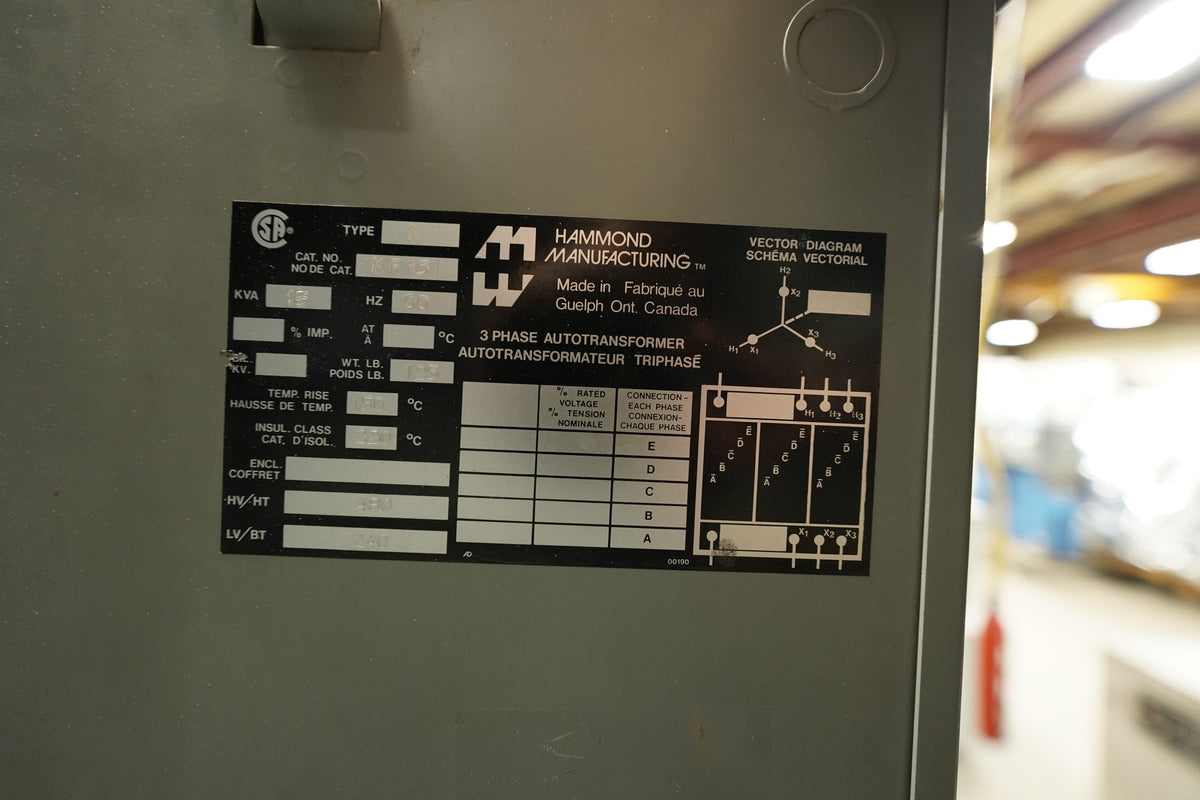 SA®
TYPE K
CAT. NO.
NO DE CAT.
KVA 15 HZ 60
% IMP. AT
À °C
KV. WT. LB.
POIDS LB. 125
TEMP. RISE
HAUSSE DE TEMP. 150 °C
INSUL. CLASS
CAT. D'ISOL. 220 °C
ENCL.
COFFRET
HV/HT 480
LV/BT 240
HAMMOND
MANUFACTURING TM
Made in Fabriqué au
Guelph Ont. Canada
3 PHASE AUTOTRANSFORMER
AUTOTRANSFORMATEUR TRIPHASÉ
% RATED
VOLTAGE
% TENSION
NOMINALE
CONNECTION-
EACH PHASE
CONNEXION-
CHAQUE PHASE
E
D
C
B
A
00190
VECTOR DIAGRAM
SCHÉMA VECTORIAL
H2
X2
H1 X1
X3
H3
H1 H2 H3
E E E
D D D
C C C
B B B
A A A
X1 X2 X3